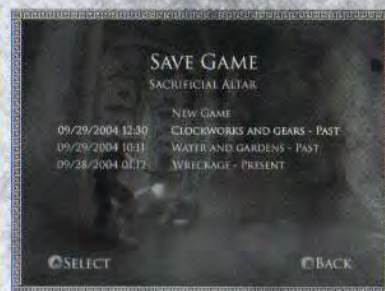 SAVE GAME
SACRIFICIAL ALTAR
NEW GAME
09/29/2004 12:30 CLOCKWORKS AND GEARS - PAST
09/29/2004 10:11 WATER AND GARDENS - PAST
09/28/2004 01:12 WRECKAGE - PRESENT
SELECT BACK